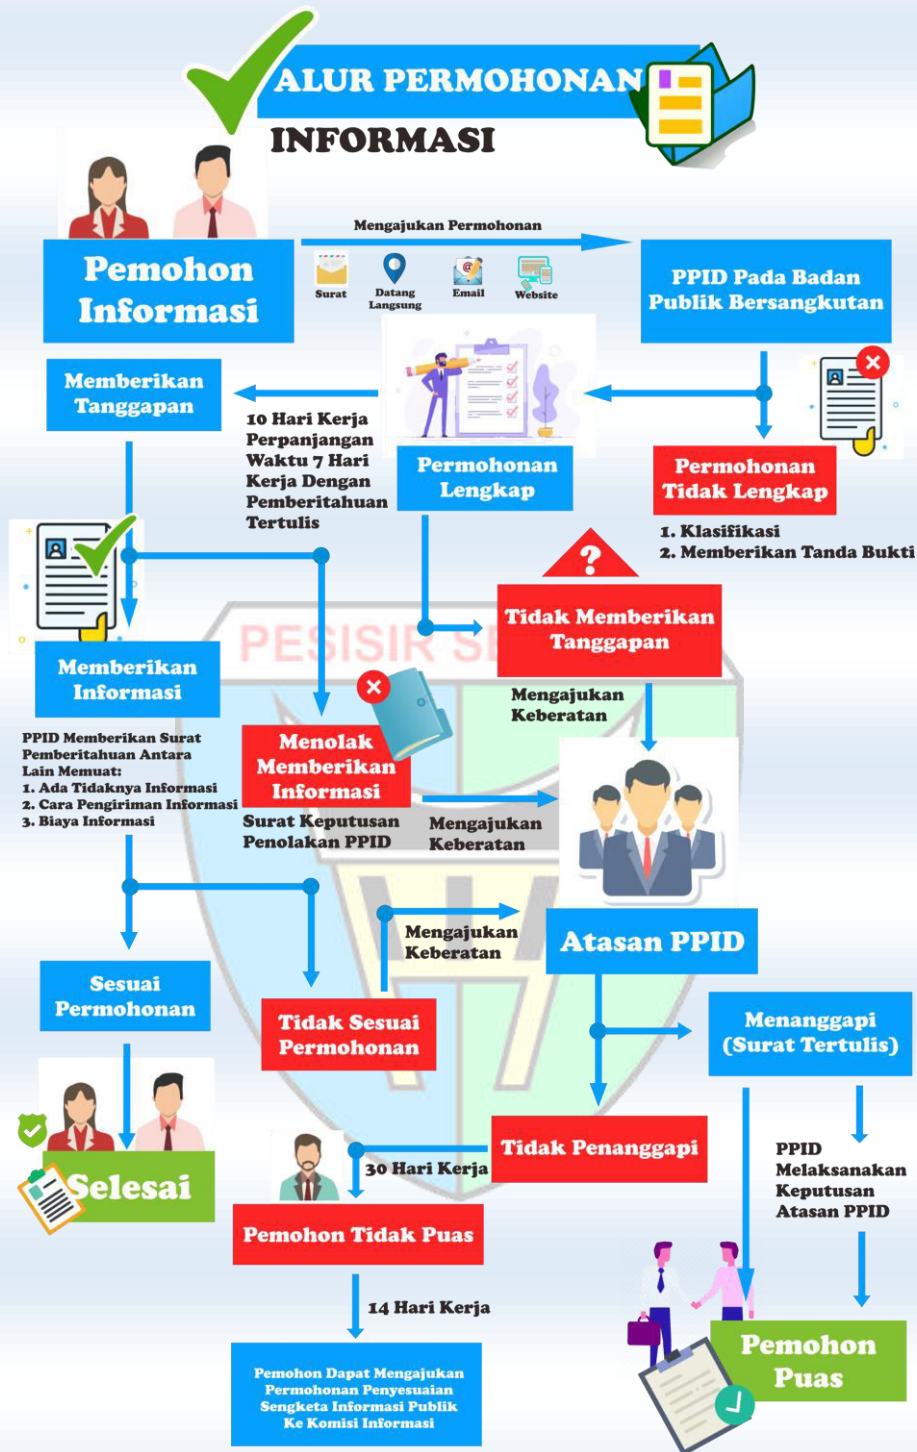 ALUR PERMOHONAN
INFORMASI
Mengajukan Permohonan
Pemohon
Informasi
Surat
Datang
Langsung
Email
Website
PPID Pada Badan
Publik Bersangkutan
Memberikan
Tanggapan
10 Hari Kerja
Perpanjangan
Waktu 7 Hari
Kerja Dengan
Pemberitahuan
Tertulis
Permohonan
Lengkap
Permohonan
Tidak Lengkap
1. Klasifikasi
2. Memberikan Tanda Bukti
?
Tidak Memberikan
Tanggapan
PESISIR SE
Mengajukan
Keberatan
Memberikan
Informasi
PPID Memberikan Surat
Pemberitahuan Antara
Lain Memuat:
1. Ada Tidaknya Informasi
2. Cara Pengiriman Informasi
3. Biaya Informasi
Menolak
Memberikan
Informasi
Surat Keputusan
Penolakan PPID
Mengajukan
Keberatan
Mengajukan
Keberatan
Atasan PPID
Sesuai
Permohonan
Tidak Sesuai
Permohonan
Menanggapi
(Surat Tertulis)
Tidak Penanggapi
30 Hari Kerja
PPID
Melaksanakan
Keputusan
Atasan PPID
Selesai
Pemohon Tidak Puas
14 Hari Kerja
Pemohon
Puas
Pemohon Dapat Mengajukan
Permohonan Penyesuaian
Sengketa Informasi Publik
Ke Komisi Informasi